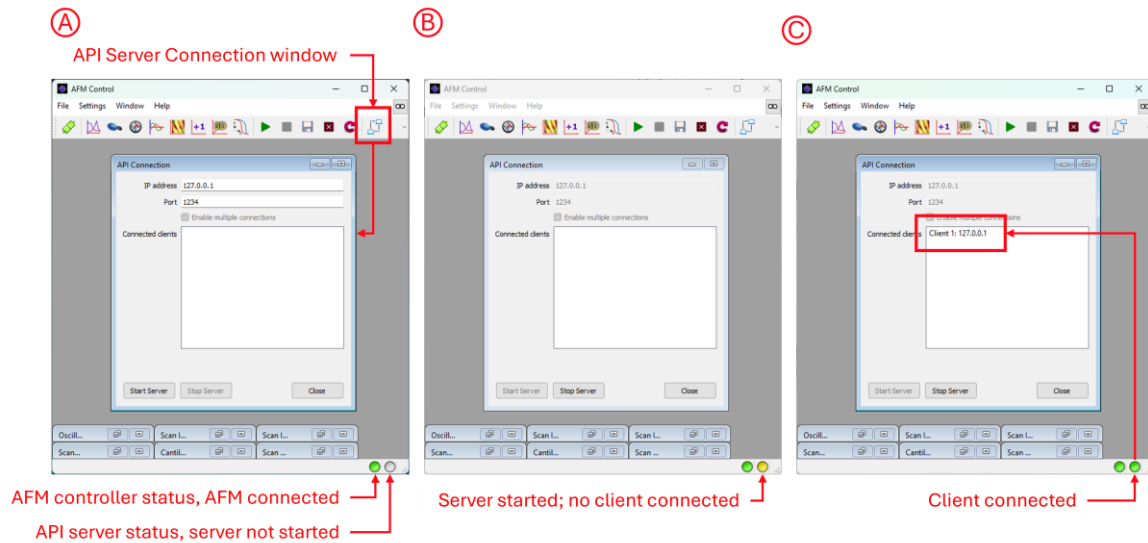 A
B
C
API Server Connection window
AFM Control
File Settings Window Help
+1
API Connection
IP address 127.0.0.1
Port 1234
Enable multiple connections
Connected clients
Start Server Stop Server Close
Oscill... Scan I... Scan I...
Scan... Cantil... Scan ...
AFM controller status, AFM connected
API server status, server not started
AFM Control
File Settings Window Help
+1
API Connection
IP address 127.0.0.1
Port 1234
Enable multiple connections
Connected clients
Start Server Stop Server Close
Oscill... Scan I... Scan I...
Scan... Cantil... Scan ...
Server started; no client connected
AFM Control
File Settings Window Help
+1
API Connection
IP address 127.0.0.1
Port 1234
Enable multiple connections
Connected clients Client 1: 127.0.0.1
Start Server Stop Server Close
Oscill... Scan I... Scan I...
Scan... Cantil... Scan ...
Client connected